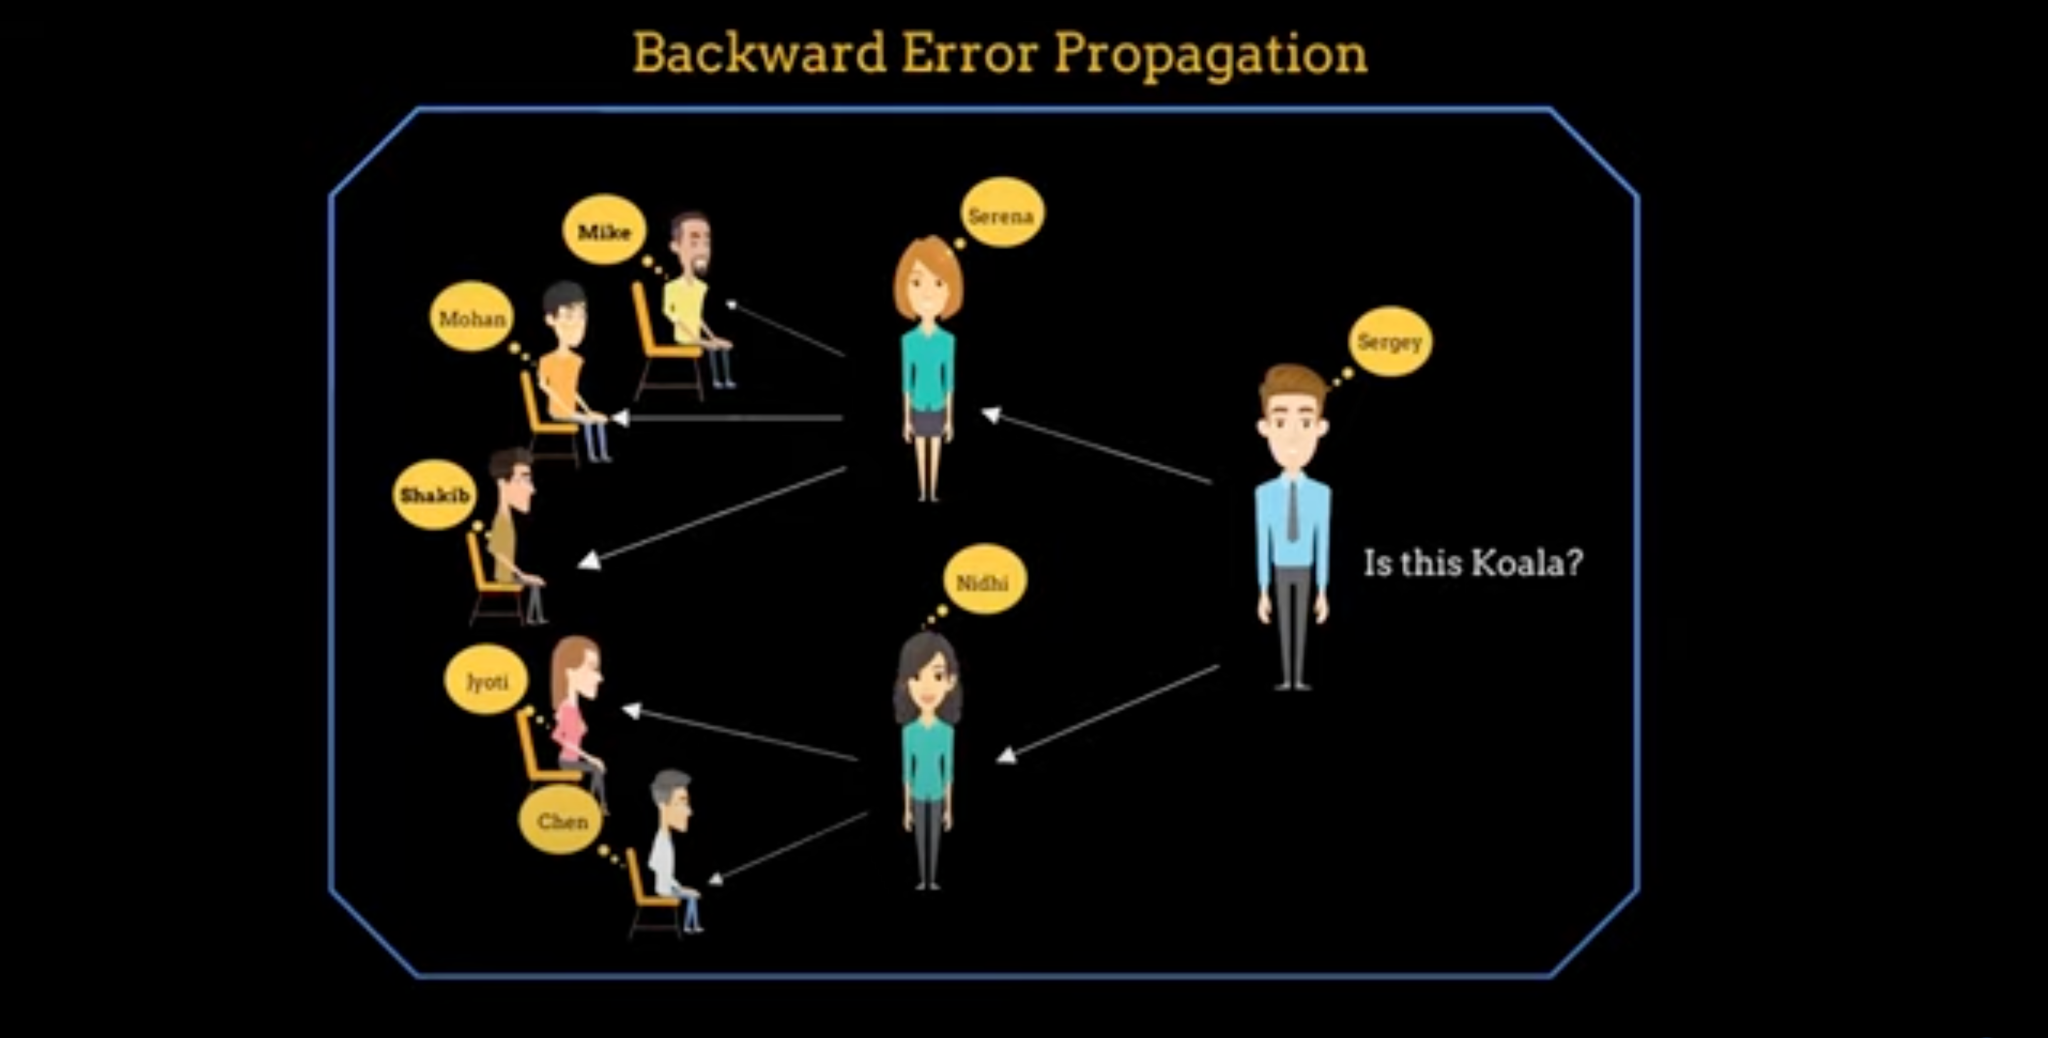 Backward Error Propagation
Serena
Mike
Mohan
Sergey
Shakib
Is this Koala?
Nidhi
Jyoti
Chen